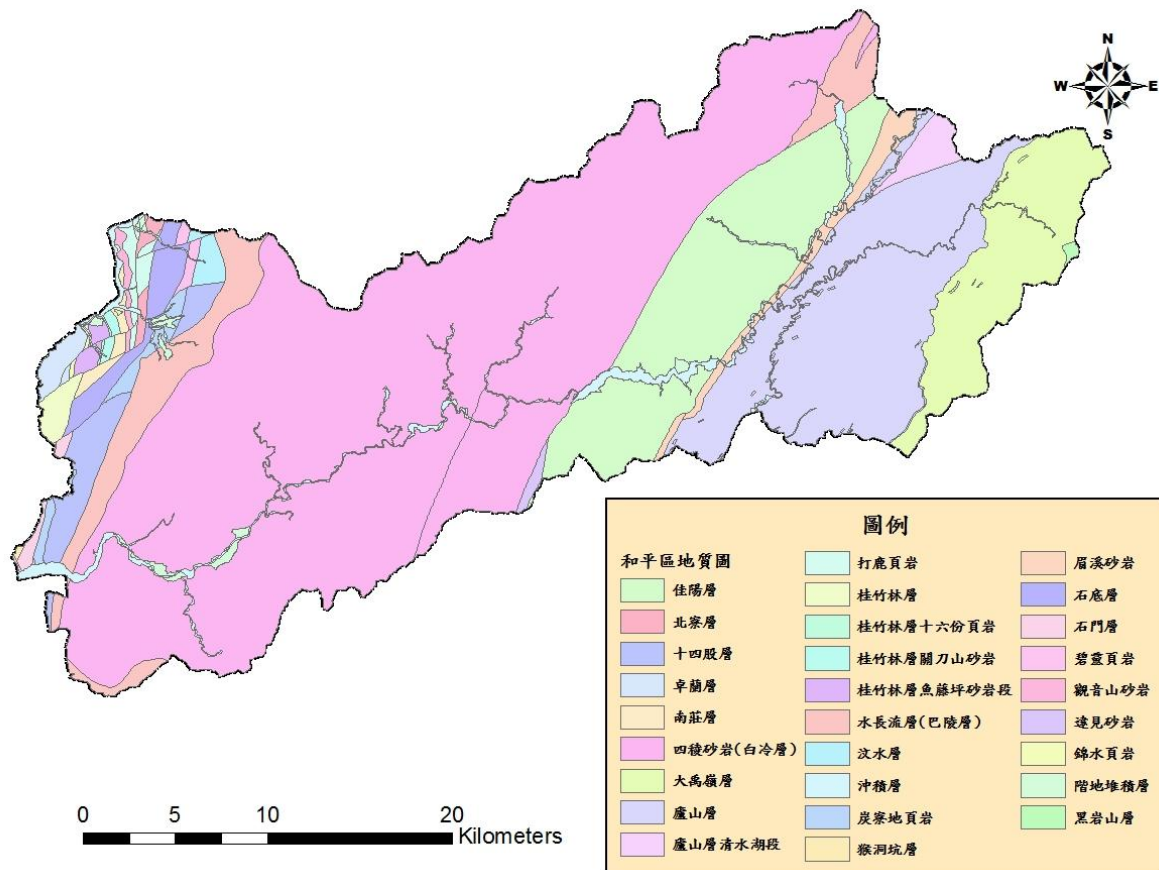 N
W E
S
圖例
和平區地質圖
佳陽層
北寮層
十四股層
卓蘭層
南莊層
四稜砂岩(白冷層)
大禹嶺層
廬山層
廬山層清水湖段
打鹿頁岩
桂竹林層
桂竹林層十六份頁岩
桂竹林層關刀山砂岩
桂竹林層魚藤坪砂岩段
水長流層(巴陵層)
汶水層
沖積層
炭寮地頁岩
猴洞坑層
眉溪砂岩
石底層
石門層
碧靈頁岩
觀音山砂岩
達見砂岩
錦水頁岩
階地堆積層
黑岩山層
0 5 10 20
Kilometers